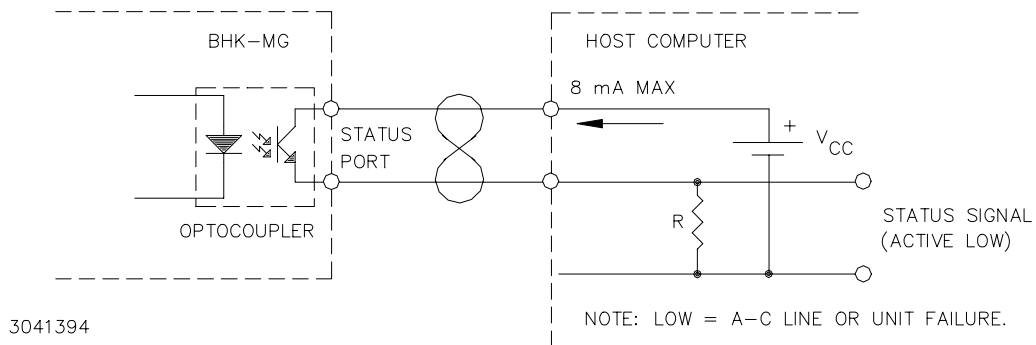 BHK-MG
HOST COMPUTER
8 mA MAX
STATUS
PORT
+
V CC
OPTOCOUPLER
R
STATUS SIGNAL
(ACTIVE LOW)
3041394
NOTE: LOW = A-C LINE OR UNIT FAILURE.